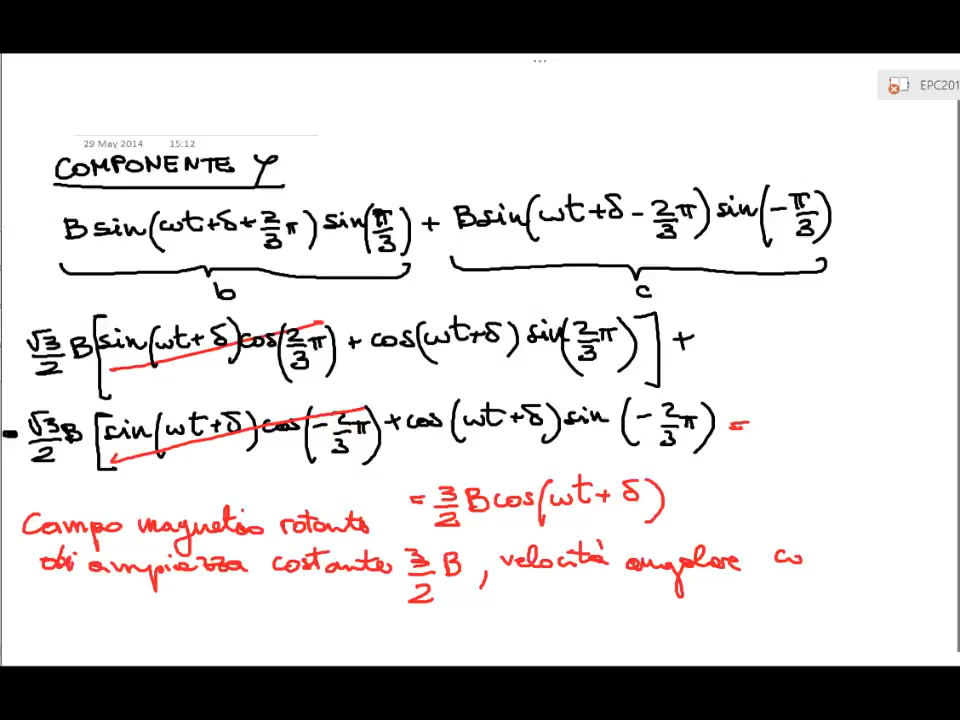 EPC201
29 May 2014 15:12
COMPONENTE y
B sin(ωt+δ+2/3π) sin(π/3) + B sin(ωt+δ-2/3π) sin(-π/3)
b c
√3/2 B [sin(ωt+δ)cos(2/3π) + cos(ωt+δ) sin(2/3π)] +
-√3/2 B [sin(ωt+δ)cos(-2/3π)+cos(ωt+δ)sin(-2/3π) =
= 3/2 B cos(ωt+δ)
Campo magnetico rotante
di ampiezza costante 3/2 B, velocità angolare co